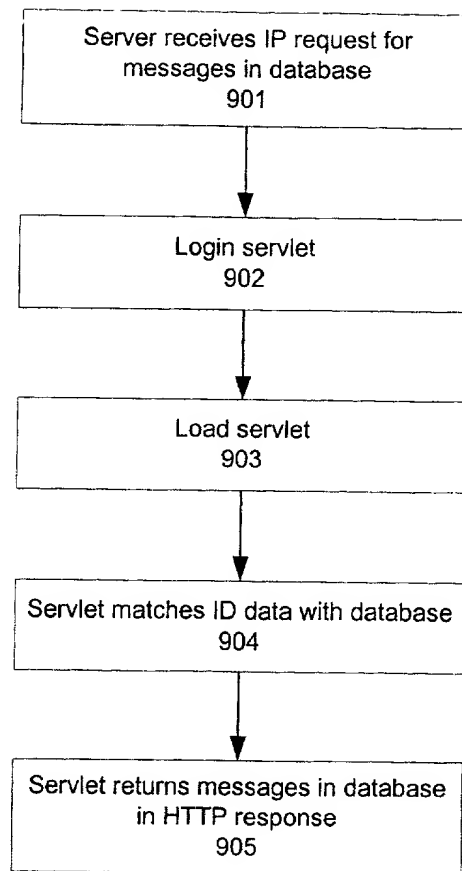 Server receives IP request for
messages in database
901
Login servlet
902
Load servlet
903
Servlet matches ID data with database
904
Servlet returns messages in database
in HTTP response
905